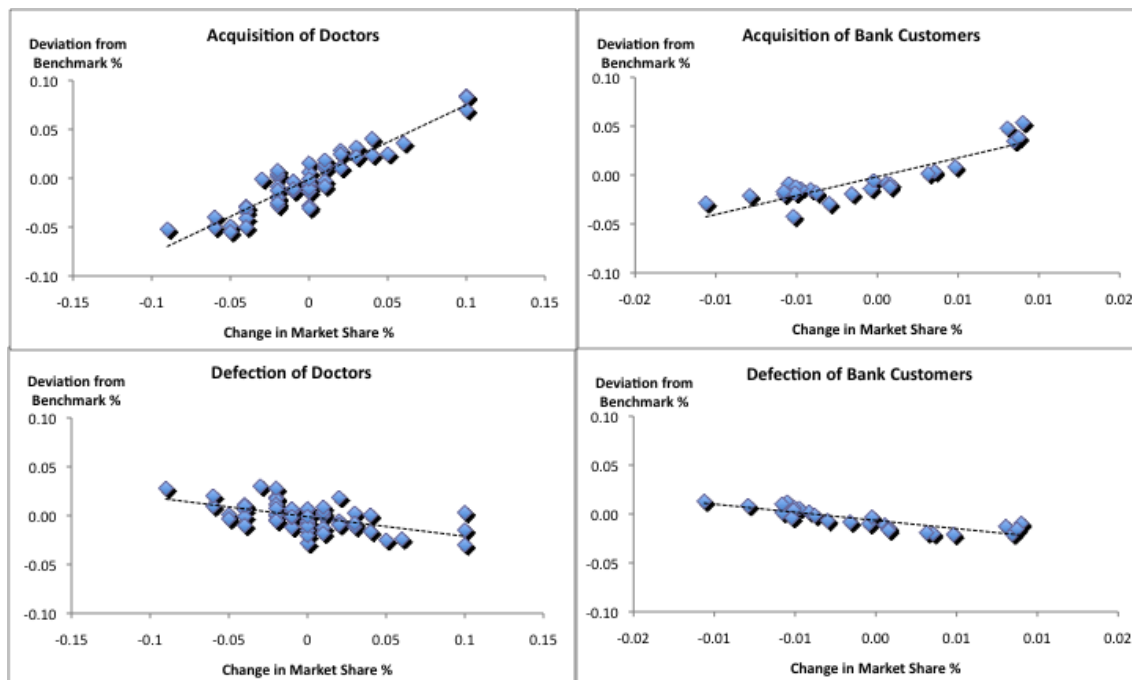 Acquisition of Doctors
Deviation from
Benchmark %
0.10
0.05
0.00
-0.05
-0.10
-0.15 -0.1 -0.05 0 0.05 0.1 0.15
Change in Market Share %
Acquisition of Bank Customers
Deviation from
Benchmark %
0.10
0.05
0.00
-0.05
-0.10
-0.02 -0.01 -0.01 0.00 0.01 0.01 0.02
Change in Market Share %
Defection of Doctors
Deviation from
Benchmark %
0.10
0.05
0.00
-0.05
-0.10
-0.15 -0.1 -0.05 0 0.05 0.1 0.15
Change in Market Share %
Defection of Bank Customers
Deviation from
Benchmark %
0.10
0.05
0.00
-0.05
-0.10
-0.02 -0.01 -0.01 0.00 0.01 0.01 0.02
Change in Market Share %